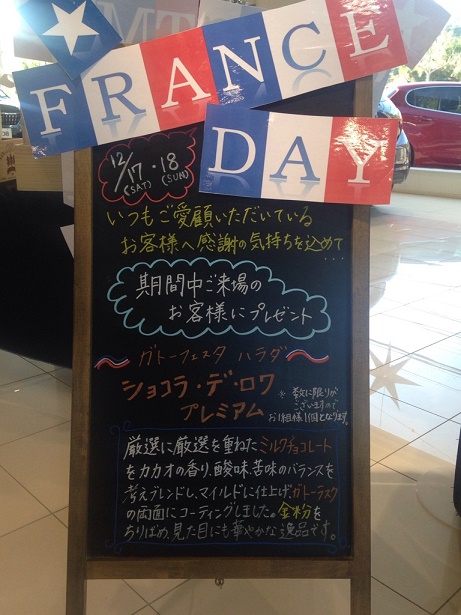 FRANCE
DAY
12/17・18
(SAT) (SUN)
いつもご愛顧いただいている
お客様へ感謝の気持ちを込めて...
期間中ご来場の
お客様にプレゼント
ガトーフェスタ ハラダ
ショコラ・デ・ロワ
プレミアム
※数に限りが
ございますので
お1組様1個となります。
厳選に厳選を重ねたミルクチョコレート
をカカオの香り、酸味、苦味のバランスを
考えブレンドし、マイルドに仕上げ、ガトーラスク
の両面にコーティングしました。金粉を
ちりばめ、見た目にも華やかな逸品です。